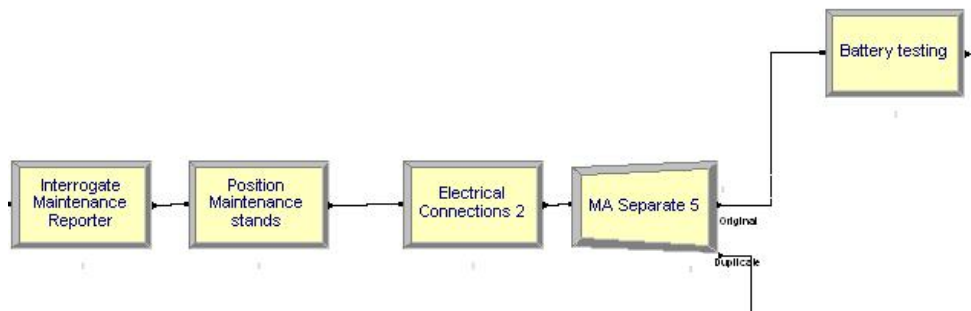 Battery testing
Interrogate
Maintenance
Reporter
Position
Maintenance
stands
Electrical
Connections 2
MA Separate 5
Original
Duplicate